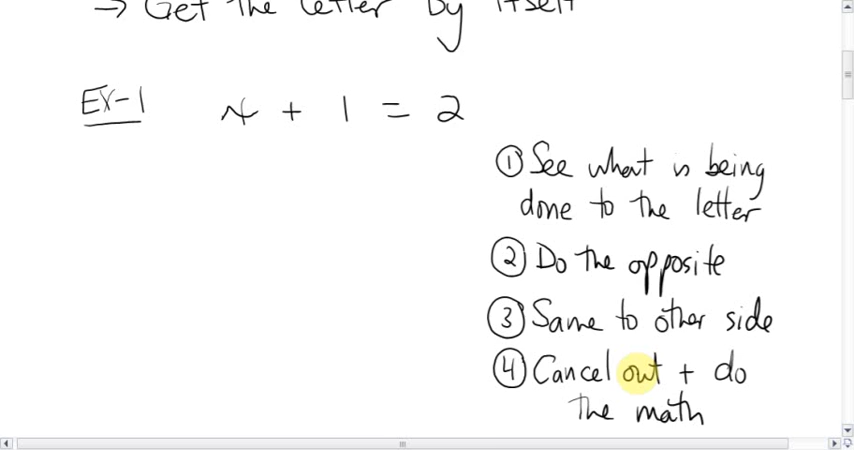 → Get the letter by itself
Ex-1 x + 1 = 2
① See what is being
done to the letter
② Do the opposite
③ Same to other side
④ Cancel out + do
the math